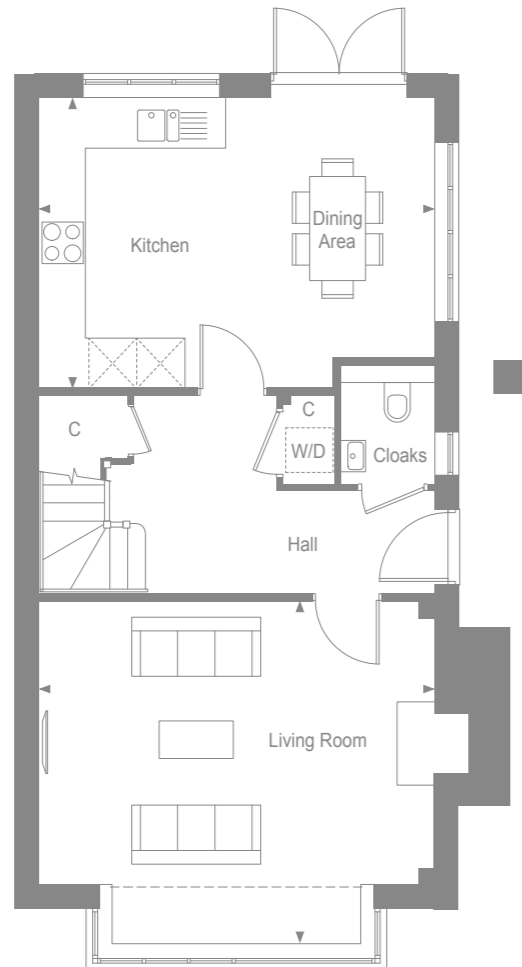 Kitchen
Dining
Area
C
C
W/D
Cloaks
Hall
Living Room